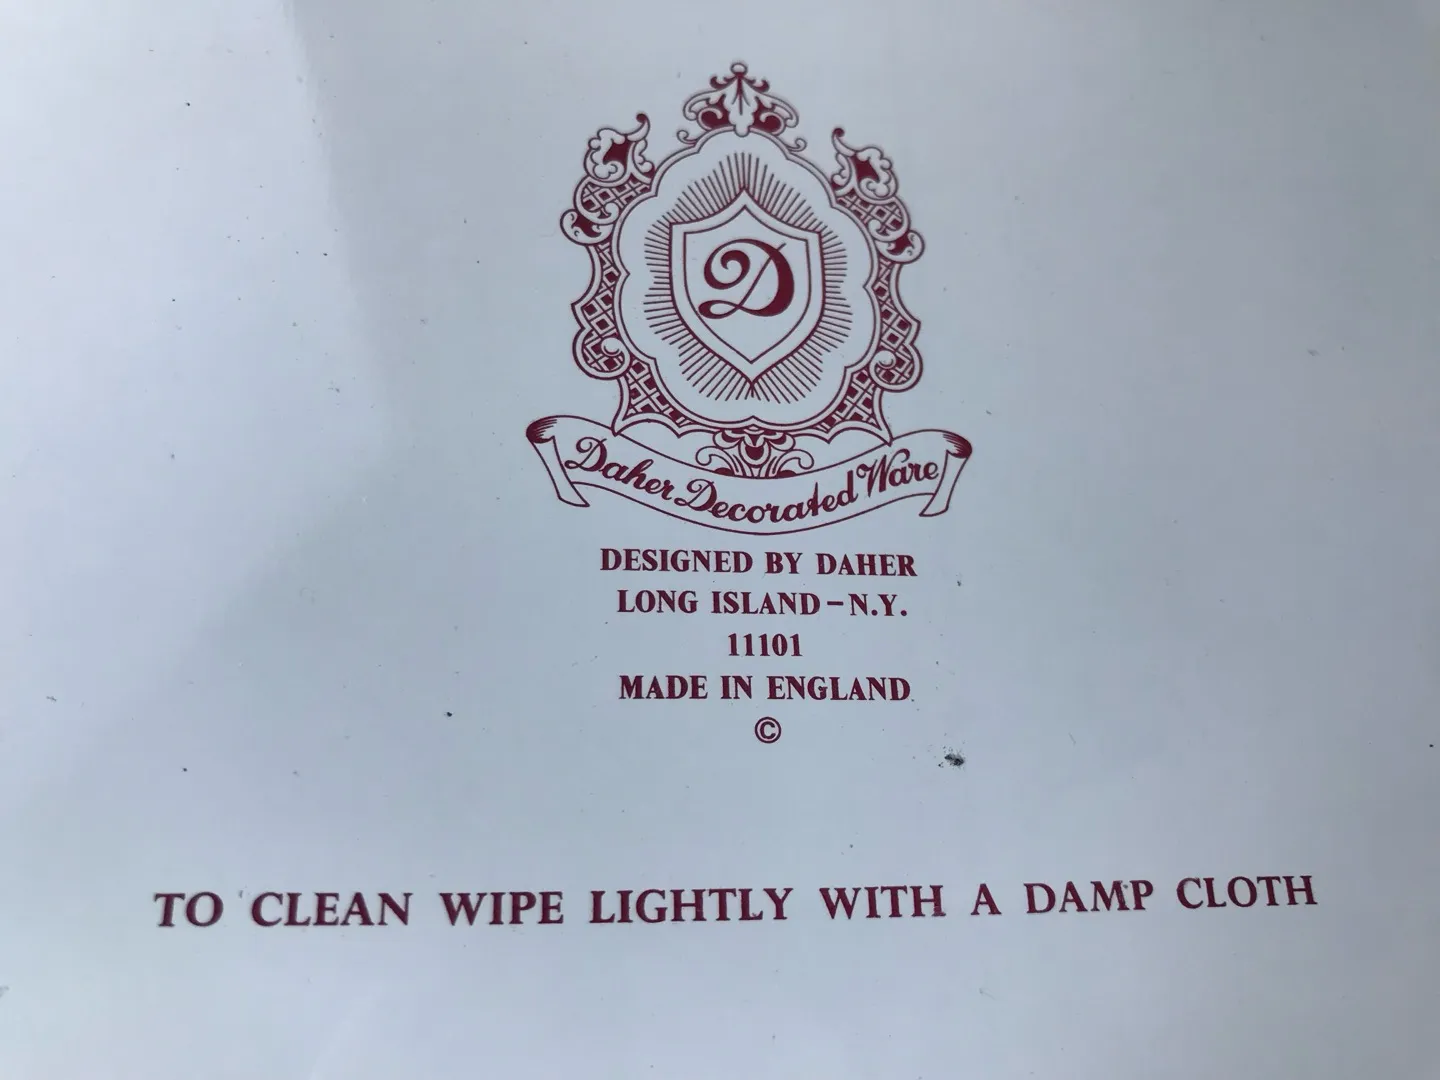 D
Daher Decorated Ware
DESIGNED BY DAHER
LONG ISLAND - N.Y.
11101
MADE IN ENGLAND
©
TO CLEAN WIPE LIGHTLY WITH A DAMP CLOTH